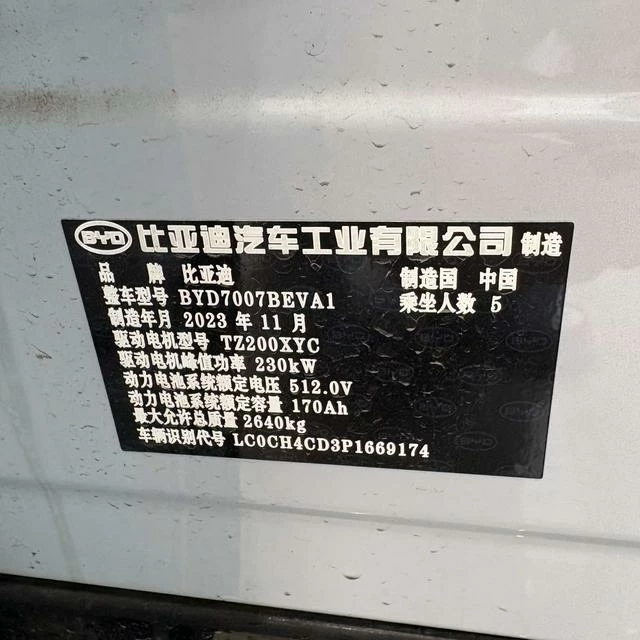 BYD 比亚迪汽车工业有限公司 制造
品 牌 比亚迪 制造国 中国
整车型号 BYD7007BEVA1 乘坐人数 5
制造年月 2023 年 11 月
驱动电机型号 TZ200XYC
驱动电机峰值功率 230kW
动力电池系统额定电压 512.0V
动力电池系统额定容量 170Ah
最大允许总质量 2640kg
车辆识别代号 LC0CH4CD3P1669174